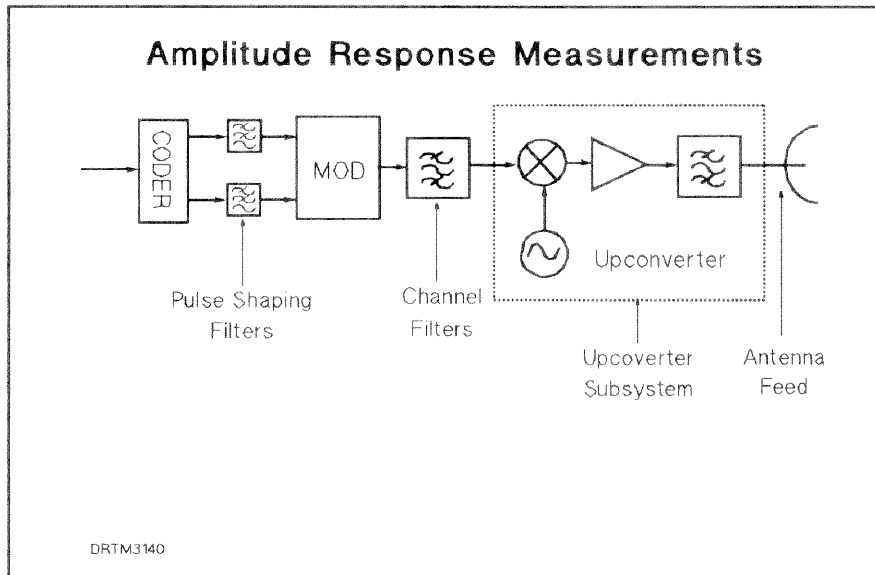 Amplitude Response Measurements
CODER
MOD
Upconverter
Pulse Shaping
Filters
Channel
Filters
Upcoverter
Subsystem
Antenna
Feed
DRTM3140